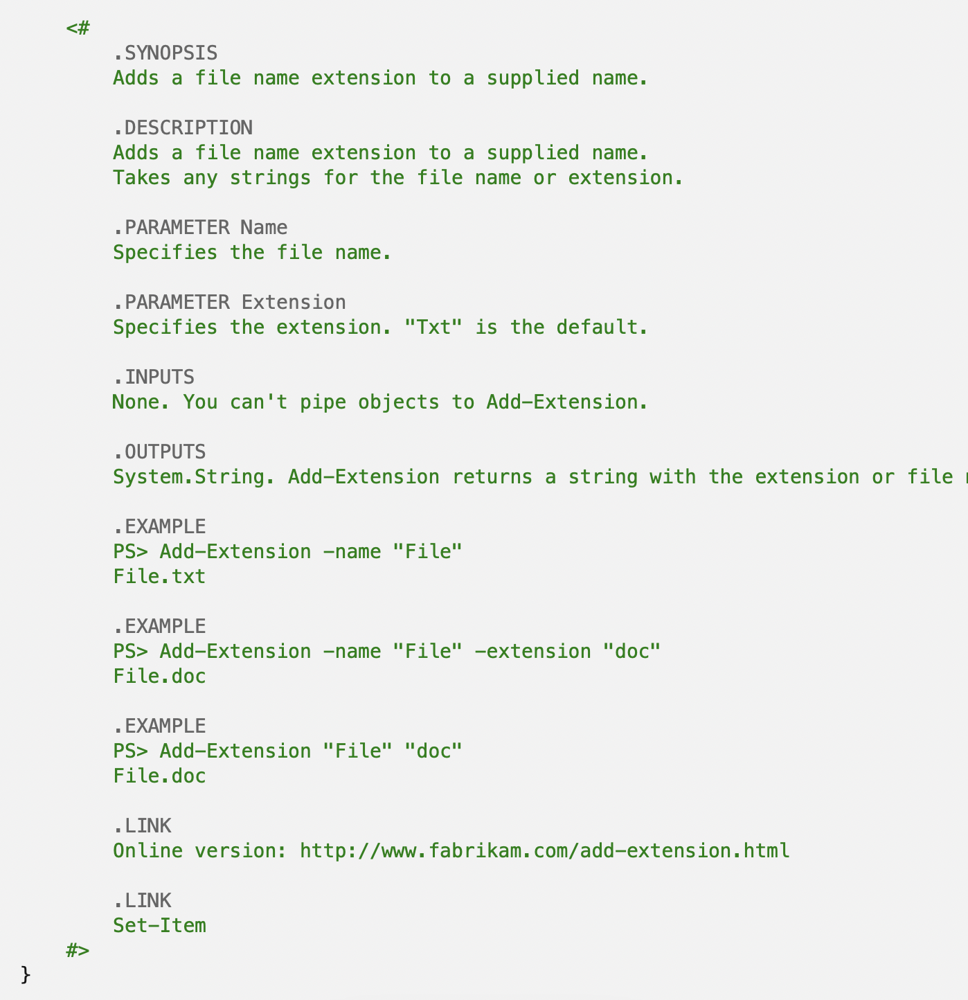 <#
.SYNOPSIS
Adds a file name extension to a supplied name.
.DESCRIPTION
Adds a file name extension to a supplied name.
Takes any strings for the file name or extension.
.PARAMETER Name
Specifies the file name.
.PARAMETER Extension
Specifies the extension. "Txt" is the default.
.INPUTS
None. You can't pipe objects to Add-Extension.
.OUTPUTS
System.String. Add-Extension returns a string with the extension or file
.EXAMPLE
PS> Add-Extension -name "File"
File.txt
.EXAMPLE
PS> Add-Extension -name "File" -extension "doc"
File.doc
.EXAMPLE
PS> Add-Extension "File" "doc"
File.doc
.LINK
Online version: http://www.fabrikam.com/add-extension.html
.LINK
Set-Item
#>
}